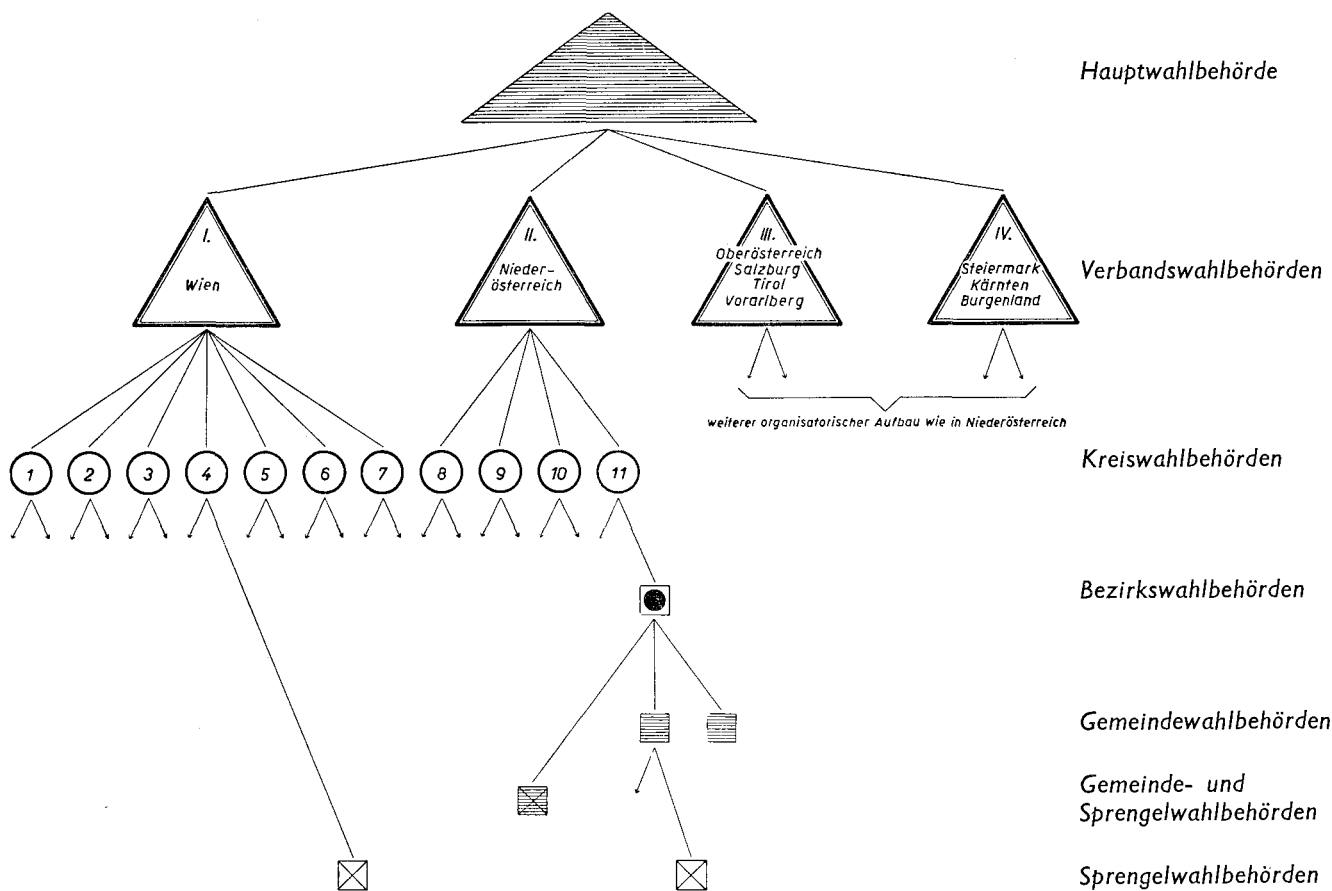 Hauptwahlbehörde
I.
Wien
II.
Nieder-
österreich
III.
Oberösterreich
Salzburg
Tirol
Vorarlberg
IV.
Steiermark
Kärnten
Burgenland
Verbandswahlbehörden
weiterer organisatorischer Aufbau wie in Niederösterreich
1 2 3 4 5 6 7 8 9 10 11
Kreiswahlbehörden
Bezirkswahlbehörden
Gemeindewahlbehörden
Gemeinde- und
Sprengelwahlbehörden
Sprengelwahlbehörden